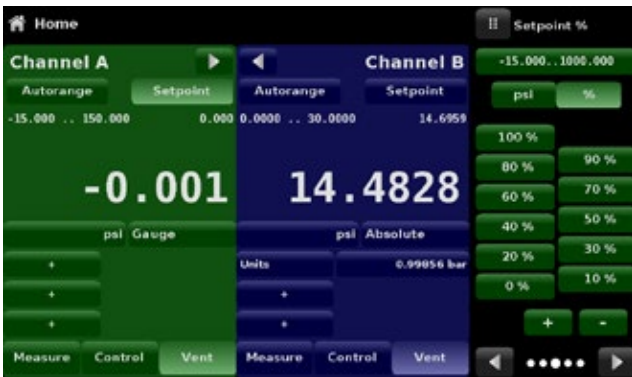 Home
Channel A
Autorange Setpoint
-15.000 .. 150.000 0.000
-0.001
psi Gauge
+
+
+
Measure Control Vent
Channel B
Autorange Setpoint
0.0000 .. 30.0000 14.6959
14.4828
psi Absolute
Units 0.99856 bar
+
+
Measure Control Vent
Setpoint %
-15.000..1000.000
psi %
100 %
90 %
80 %
70 %
60 %
50 %
40 %
30 %
20 %
10 %
0 %
+ -